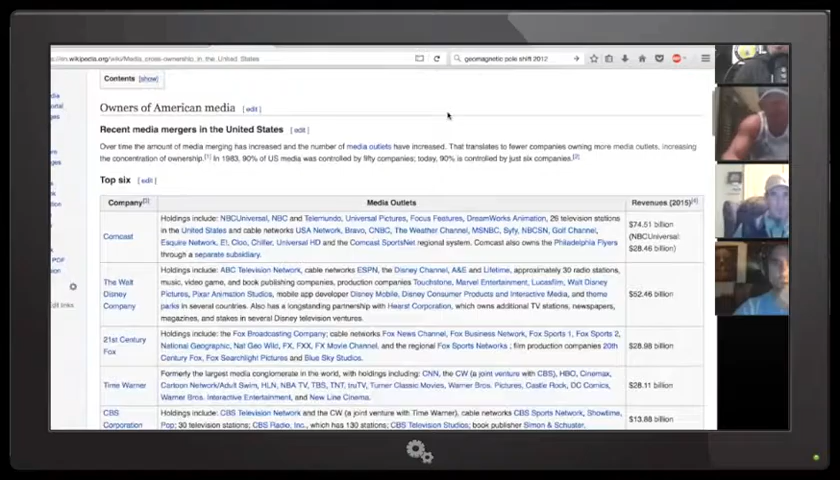 s://en.wikipedia.org/wiki/Media_cross-ownership_in_the_United_States
geomagnetic pole shift 2012
Contents [show]
Owners of American media [ edit ]
Recent media mergers in the United States [ edit ]
Over time the amount of media merging has increased and the number of media outlets have increased. That translates to fewer companies owning more media outlets, increasing
the concentration of ownership.[1] In 1983, 90% of US media was controlled by fifty companies; today, 90% is controlled by just six companies.[2]
Top six [ edit ]
Company[3] Media Outlets Revenues (2015)[4]
Comcast
Holdings include: NBCUniversal, NBC and Telemundo, Universal Pictures, Focus Features, DreamWorks Animation, 26 television stations
in the United States and cable networks USA Network, Bravo, CNBC, The Weather Channel, MSNBC, Syfy, NBCSN, Golf Channel,
Esquire Network, E!, Cloo, Chiller, Universal HD and the Comcast SportsNet regional system. Comcast also owns the Philadelphia Flyers
through a separate subsidiary.
$74.51 billion
(NBCUniversal:
$28.46 billion)
The Walt
Disney
Company
Holdings include: ABC Television Network, cable networks ESPN, the Disney Channel, A&E and Lifetime, approximately 30 radio stations,
music, video game, and book publishing companies, production companies Touchstone, Marvel Entertainment, Lucasfilm, Walt Disney
Pictures, Pixar Animation Studios, mobile app developer Disney Mobile, Disney Consumer Products and Interactive Media, and theme
parks in several countries. Also has a longstanding partnership with Hearst Corporation, which owns additional TV stations, newspapers,
magazines, and stakes in several Disney television ventures.
$52.46 billion
21st Century
Fox
Holdings include: the Fox Broadcasting Company; cable networks Fox News Channel, Fox Business Network, Fox Sports 1, Fox Sports 2,
National Geographic, Nat Geo Wild, FX, FXX, FX Movie Channel, and the regional Fox Sports Networks; film production companies 20th
Century Fox, Fox Searchlight Pictures and Blue Sky Studios.
$28.98 billion
Time Warner
Formerly the largest media conglomerate in the world, with holdings including: CNN, the CW (a joint venture with CBS), HBO, Cinemax,
Cartoon Network/Adult Swim, HLN, NBA TV, TBS, TNT, truTV, Turner Classic Movies, Warner Bros. Pictures, Castle Rock, DC Comics,
Warner Bros. Interactive Entertainment, and New Line Cinema.
$28.11 billion
CBS
Corporation
Holdings include: CBS Television Network and the CW (a joint venture with Time Warner), cable networks CBS Sports Network, Showtime,
Pop; 30 television stations; CBS Radio, Inc., which has 130 stations; CBS Television Studios; book publisher Simon & Schuster.
$13.88 billion
PDF
Edit links